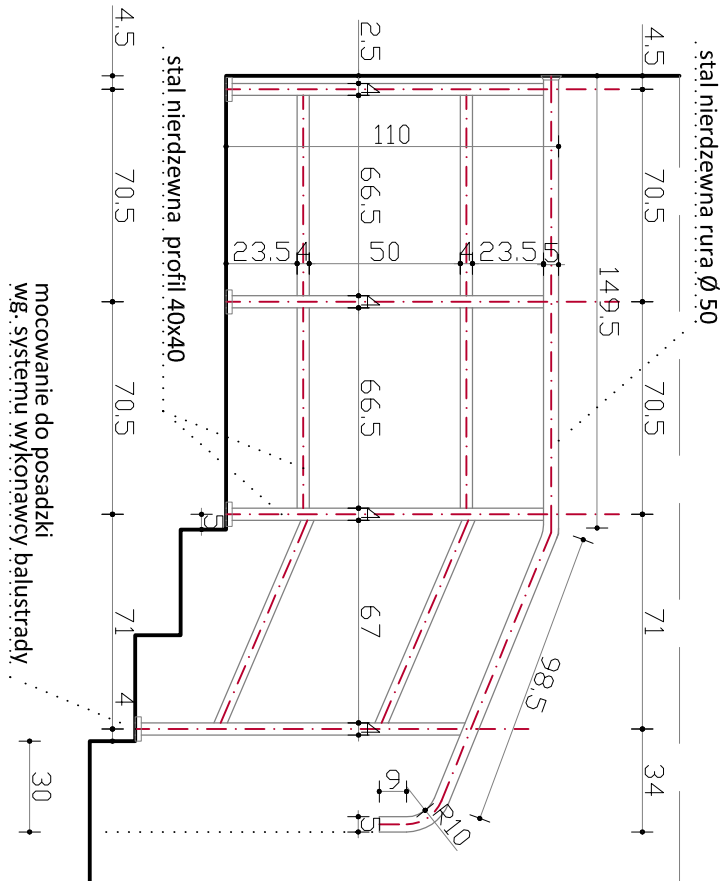 stal nierdzewna rura Ø 50
4.5 70.5 70.5 71 34
149.5
98.5
R10
110
23.5 4 50 4 23.5 5
9
2.5 4 66.5 4 66.5 4 67 4 5
5
stal nierdzewna profil 40x40
4.5 70.5 70.5 71 4
30
mocowanie do posadzki
wg. systemu wykonawcy balustrady